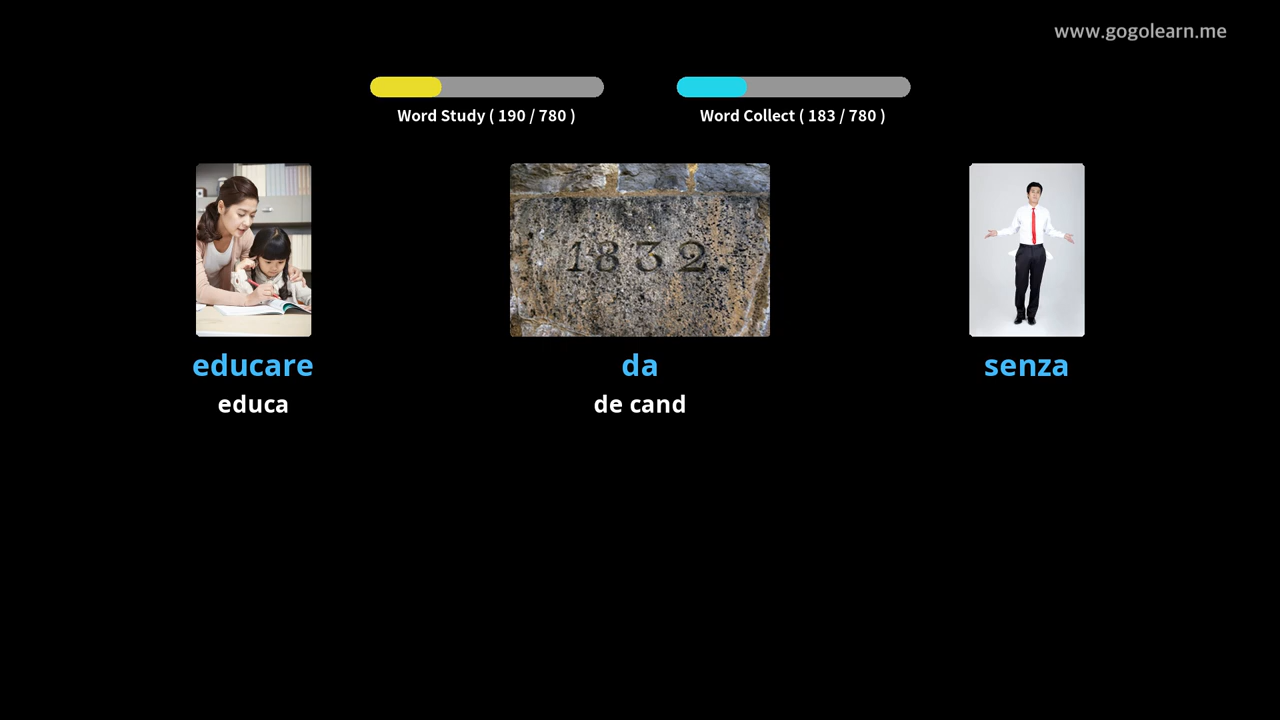 www.gogolearn.me
Word Study ( 190 / 780 )
Word Collect ( 183 / 780 )
1832.
educare
da
senza
educa
de cand